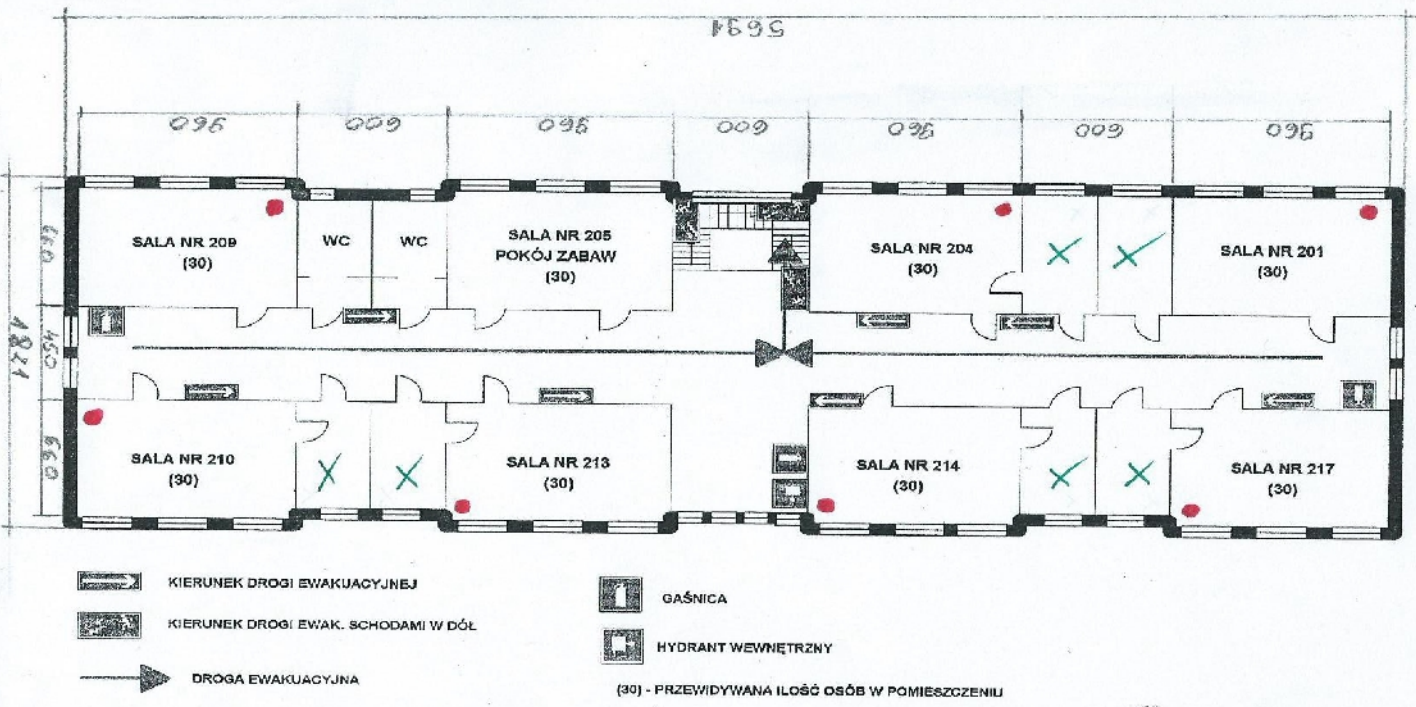 5691
960
600
960
600
960
600
960
SALA NR 209
(30)
WC
WC
SALA NR 205
POKÓJ ZABAW
(30)
SALA NR 204
(30)
SALA NR 201
(30)
660
450
660
1821
SALA NR 210
(30)
SALA NR 213
(30)
SALA NR 214
(30)
SALA NR 217
(30)
KIERUNEK DROGI EWAKUACYJNEJ
KIERUNEK DROGI EWAK. SCHODAMI W DÓŁ
DROGA EWAKUACYJNA
GAŚNICA
HYDRANT WEWNĘTRZNY
(30) - PRZEWIDYWANA ILOŚĆ OSÓB W POMIESZCZENIU